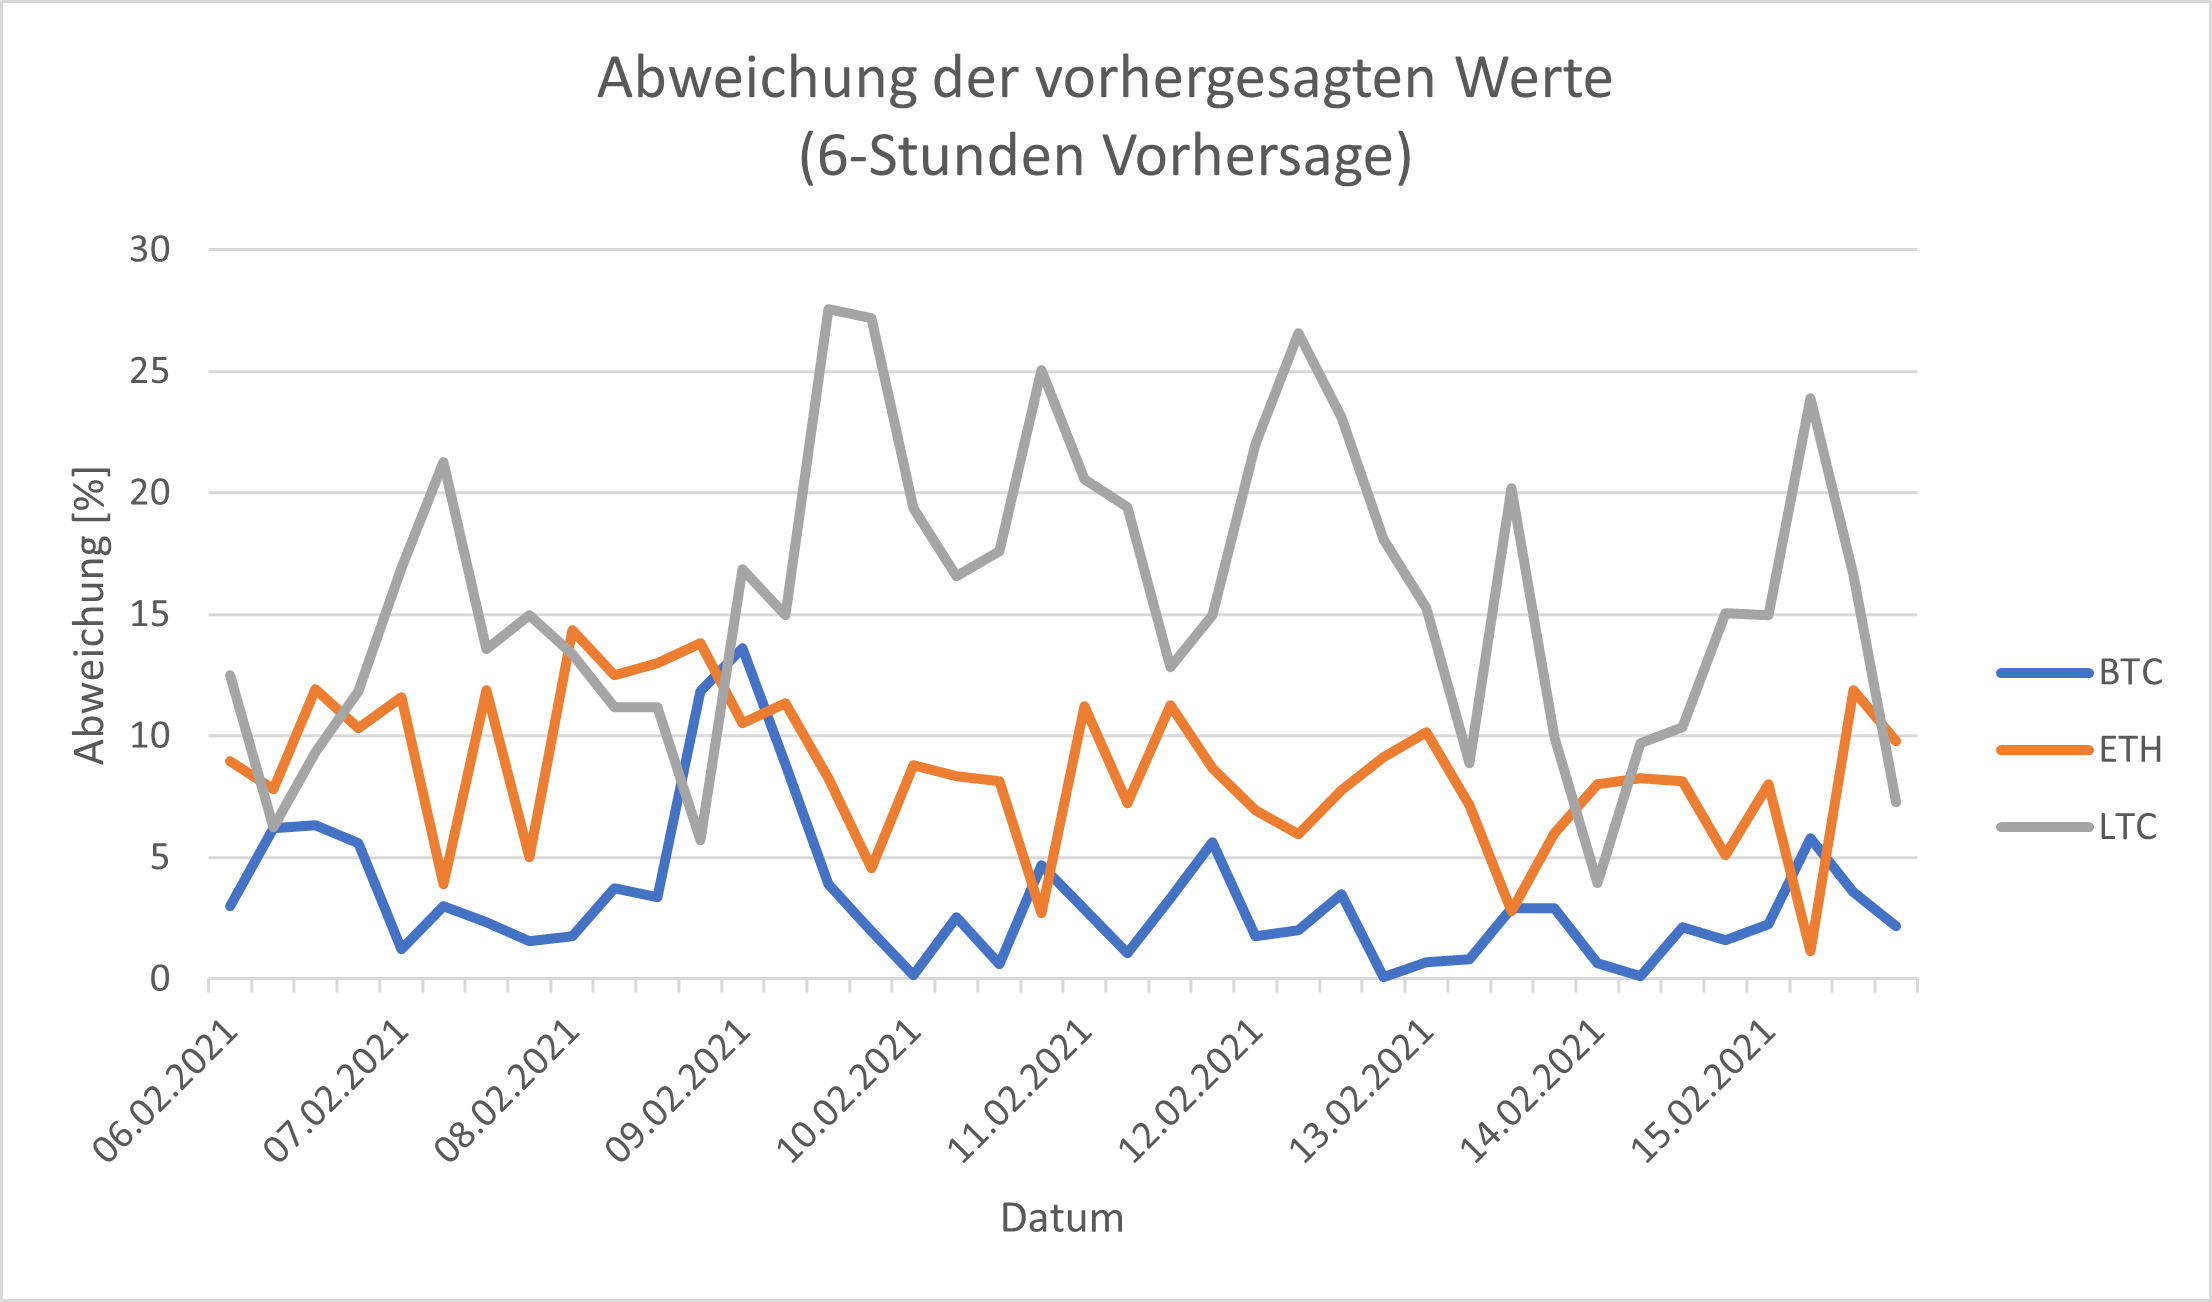 Abweichung der vorhergesagten Werte
(6-Stunden Vorhersage)
Abweichung [%]
30
25
20
15
10
5
0
06.02.2021
07.02.2021
08.02.2021
09.02.2021
10.02.2021
11.02.2021
12.02.2021
13.02.2021
14.02.2021
15.02.2021
Datum
BTC
ETH
LTC